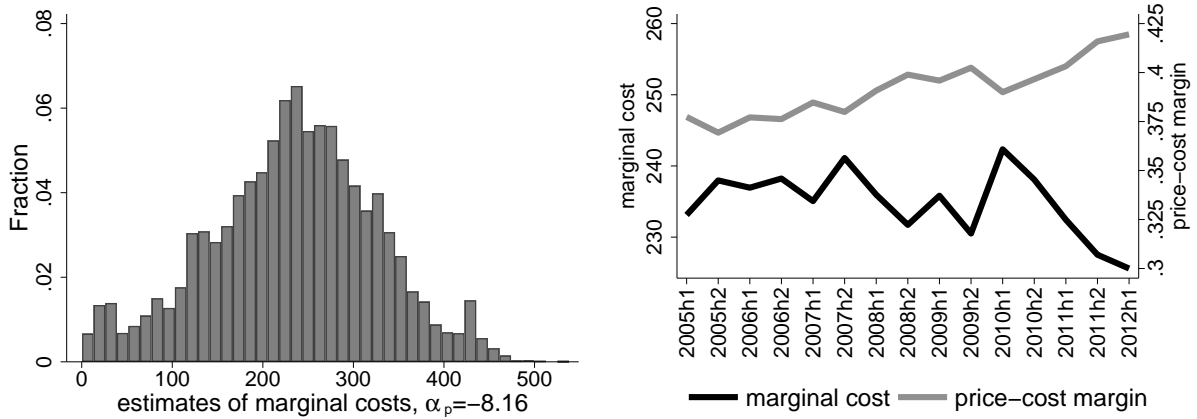 .08
.06
.04
.02
0
Fraction
0 100 200 300 400 500
estimates of marginal costs, αp=−8.16
260
250
240
230
marginal cost
.425
.4
.375
.35
.325
.3
price−cost margin
2005h1
2005h2
2006h1
2006h2
2007h1
2007h2
2008h1
2008h2
2009h1
2009h2
2010h1
2010h2
2011h1
2011h2
2012h1
marginal cost price−cost margin